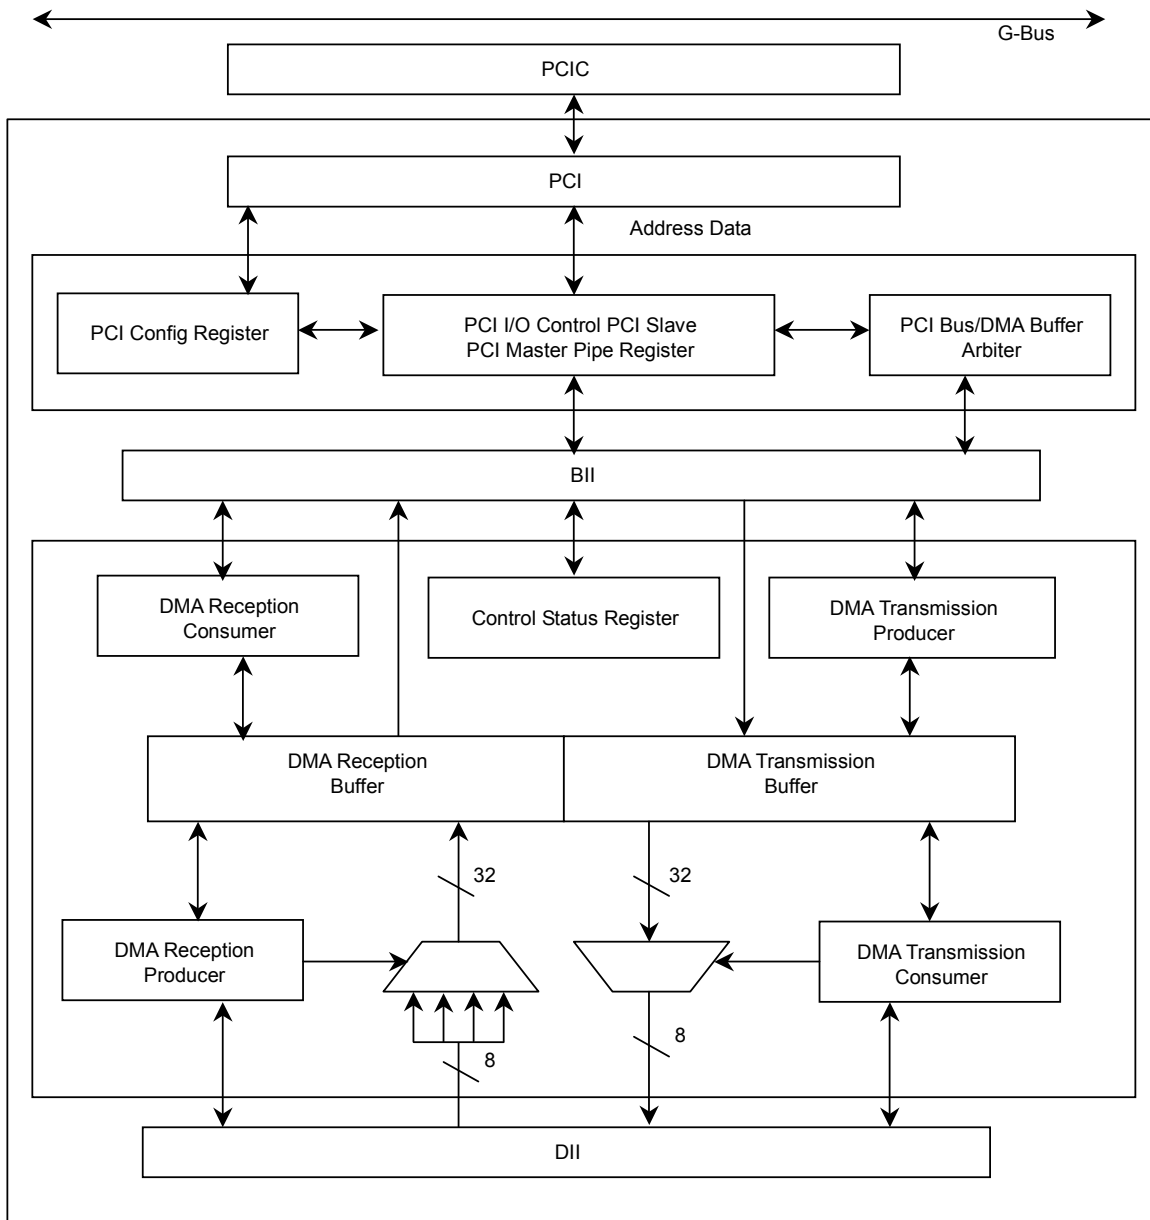 G-Bus
PCIC
PCI
Address Data
PCI Config Register
PCI I/O Control PCI Slave
PCI Master Pipe Register
PCI Bus/DMA Buffer
Arbiter
BII
DMA Reception
Consumer
Control Status Register
DMA Transmission
Producer
DMA Reception
Buffer
DMA Transmission
Buffer
32
32
DMA Reception
Producer
DMA Transmission
Consumer
8
8
DII